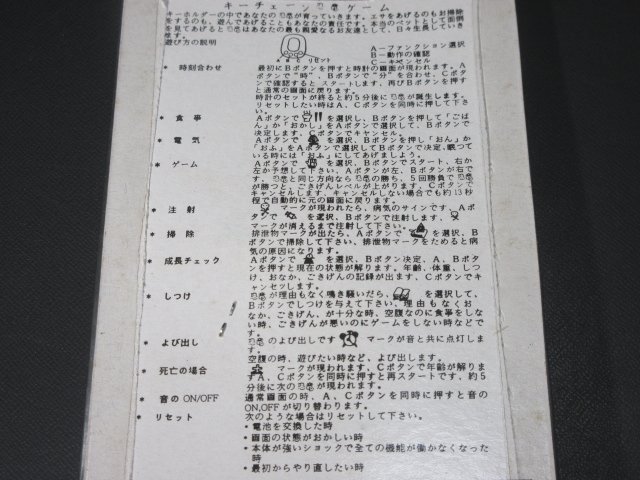 キーチェーン恐竜ゲーム
キーホルダーの中であなたの恐竜が育っていきます。エサをあげるのもお掃除
をするのも、遊んであげることもあなたの責任です。本当のペットとして面倒
を見てあげると恐竜はあなたの最も親愛なるお友達として、日々生長していき
ます。
遊び方の説明
A B C リセット
A－ファンクション選択
B－動作の確認
C－キャンセル
* 時刻合わせ 最初にBボタンを押すと時計の画面が現われます。Aボ
タンで"時"、Bボタンで"分"を合わせ、Cボタ
ンで確認すると、スタートします、再びBボタンを押す
と通常の画面に戻ります。
時計のセットが終ると約5分後に恐竜が誕生します。
リセットしたい時はA、Cボタンを同時に押して下さ
い。
* 食事 Aボタンで を選択し、Bボタンを押して「ごは
ん」か「おかし」をAボタンで選択して、Bボタンで
決定します。Cボタンでキャンセル。
* 電気 Aボタンで を選択、Bボタンを押し「おん」か
「おふ」をAボタンで選択してBボタンで決定、眠って
いる時には「おふ」にしてあげましょう。
* ゲーム Aボタンで を選択、Bボタンでスタート、右か
左か予想して下さい。Aボタンが左、Bボタンが右で
す、恐竜と同じ方向なら恐竜の勝ち、5回勝負で恐竜
が勝つと、ごきげんレベルが上がります。Cボタンで
キャンセルします、キャンセルしない場合でも約13秒
程で自動的に元の画面に戻ります。
* 注射 マークが現われたら、病気のサインです、Aボ
タンで を選択、Bボタンで注射します、
マークが消えるまで注射して下さい。
* 掃除 排泄物マークが出たら、Aボタンで を選択、Bボ
タンで掃除して下さい、排泄物マークをためると病
気の原因になります。
* 成長チェック Aボタンで を選択、Bボタン決定、A、Bボタ
ンを押すと現在の状態が解ります。年齢、体重、しつ
け、おなか、ごきげんの記録が出ます、Cボタンでキ
ャンセルします。
* しつけ 恐竜が理由もなく鳴き騒いだら、 を選択して、
Bボタンでしつけを与えて下さい、理由もなくおな
か、ごきげん、が十分な時、空腹なのに食事をしな
い時、ごきげんが悪いのにゲームをしない時などで
す。
* よび出し 恐竜のよび出しです マークが音と共に点灯しま
す。
空腹の時、遊びたい時など、よび出します。
* 死亡の場合 マークが現われます、Cボタンで年齢が解りま
す、A、Cボタンを同時に押すと再スタートです、約5
分後に次の恐竜が現れます。
* 音のON/OFF 通常画面の時、A、Cボタンを同時に押すと音の
ON,OFFが切り替わります。
* リセット 次のような場合はリセットして下さい。
・電池を交換した時
・画面の状態がおかしい時
・本体が強いショックで全ての機能が働かなくなった
時
・最初からやり直したい時